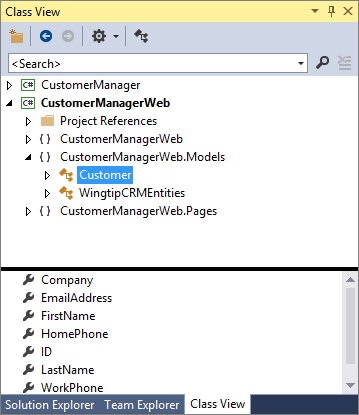 Class View
<Search>
C# CustomerManager
C# CustomerManagerWeb
Project References
{ } CustomerManagerWeb
{ } CustomerManagerWeb.Models
Customer
WingtipCRMEntities
{ } CustomerManagerWeb.Pages
Company
EmailAddress
FirstName
HomePhone
ID
LastName
WorkPhone
Solution Explorer Team Explorer Class View